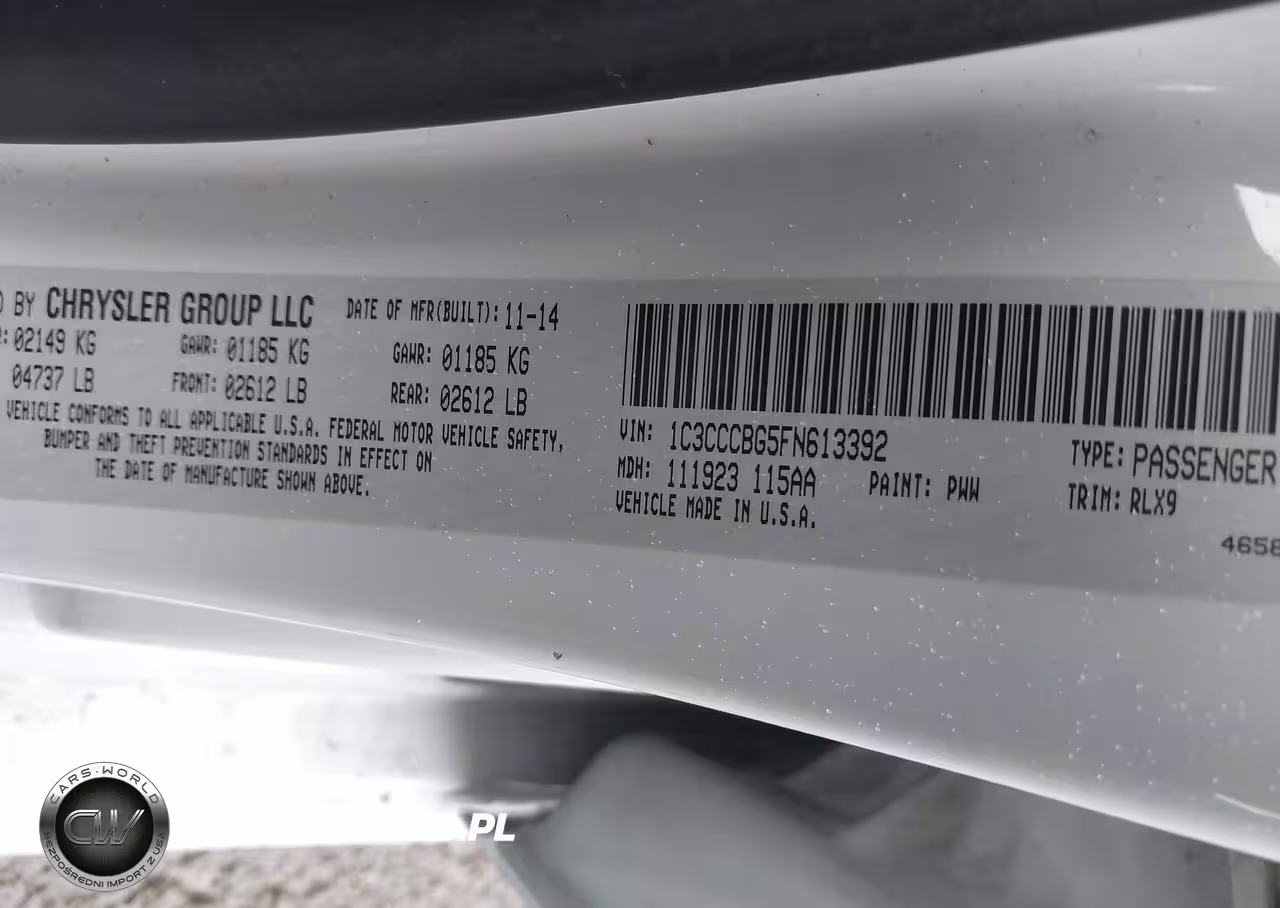 BY CHRYSLER GROUP LLC DATE OF MFR(BUILT): 11-14
02149 KG GAWR: 01185 KG GAWR: 01185 KG
04737 LB FRONT: 02612 LB REAR: 02612 LB
VEHICLE CONFORMS TO ALL APPLICABLE U.S.A. FEDERAL MOTOR VEHICLE SAFETY,
BUMPER AND THEFT PREVENTION STANDARDS IN EFFECT ON
THE DATE OF MANUFACTURE SHOWN ABOVE.
VIN: 1C3CCCBG5FN613392 TYPE: PASSENGER
MDH: 111923 115AA PAINT: PWW TRIM: RLX9
VEHICLE MADE IN U.S.A.
4658
CARS-WORLD
CW
BEZPOŚREDNI IMPORT Z USA
.PL